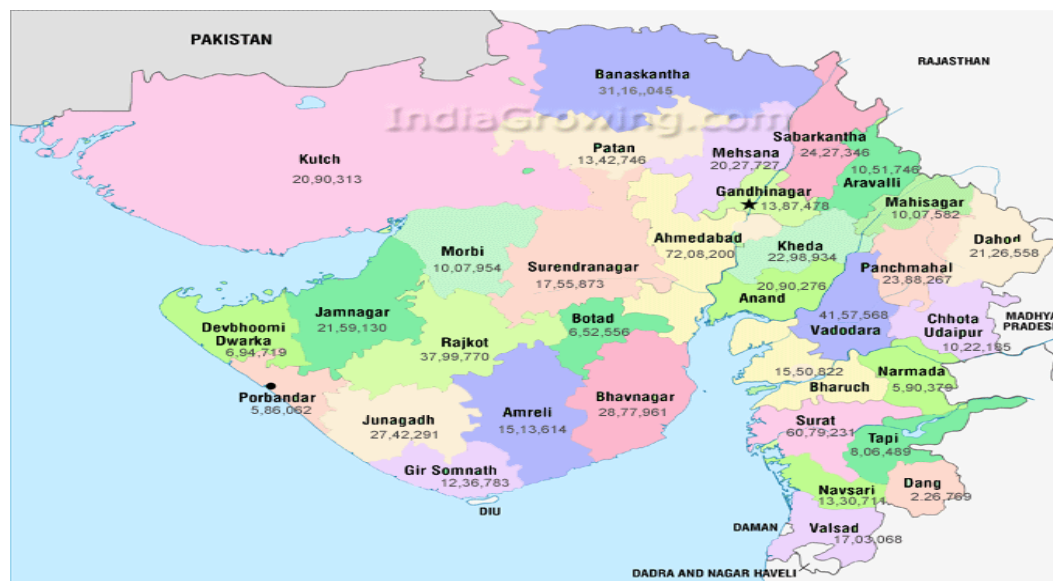 PAKISTAN
RAJASTHAN
Banaskantha
31,16,,045
IndiaGrowing.com
Sabarkantha
24,27,346
Patan
13,42,746
Mehsana
20,27,727
Kutch
20,90,313
10,51,746
Aravalli
Gandhinagar
13,87,478
Mahisagar
10,07,582
Morbi
10,07,954
Ahmedabad
72,08,200
Kheda
22,98,934
Dahod
21,26,558
Surendranagar
17,55,873
Panchmahal
23,88,267
20,90,276
Anand
Jamnagar
21,59,130
Botad
6,52,556
41,57,568
Vadodara
Chhota
Udaipur
10,22,185
MADHYA
PRADESH
Devbhoomi
Dwarka
6,94,719
Rajkot
37,99,770
15,50,822
Bharuch
Narmada
5,90,379
Porbandar
5,86,062
Junagadh
27,42,291
Amreli
15,13,614
Bhavnagar
28,77,961
Surat
60,79,231
Tapi
8,06,489
Gir Somnath
12,36,783
Navsari
13,30,711
Dang
2.26,769
DIU
DAMAN
Valsad
17,03,068
DADRA AND NAGAR HAVELI